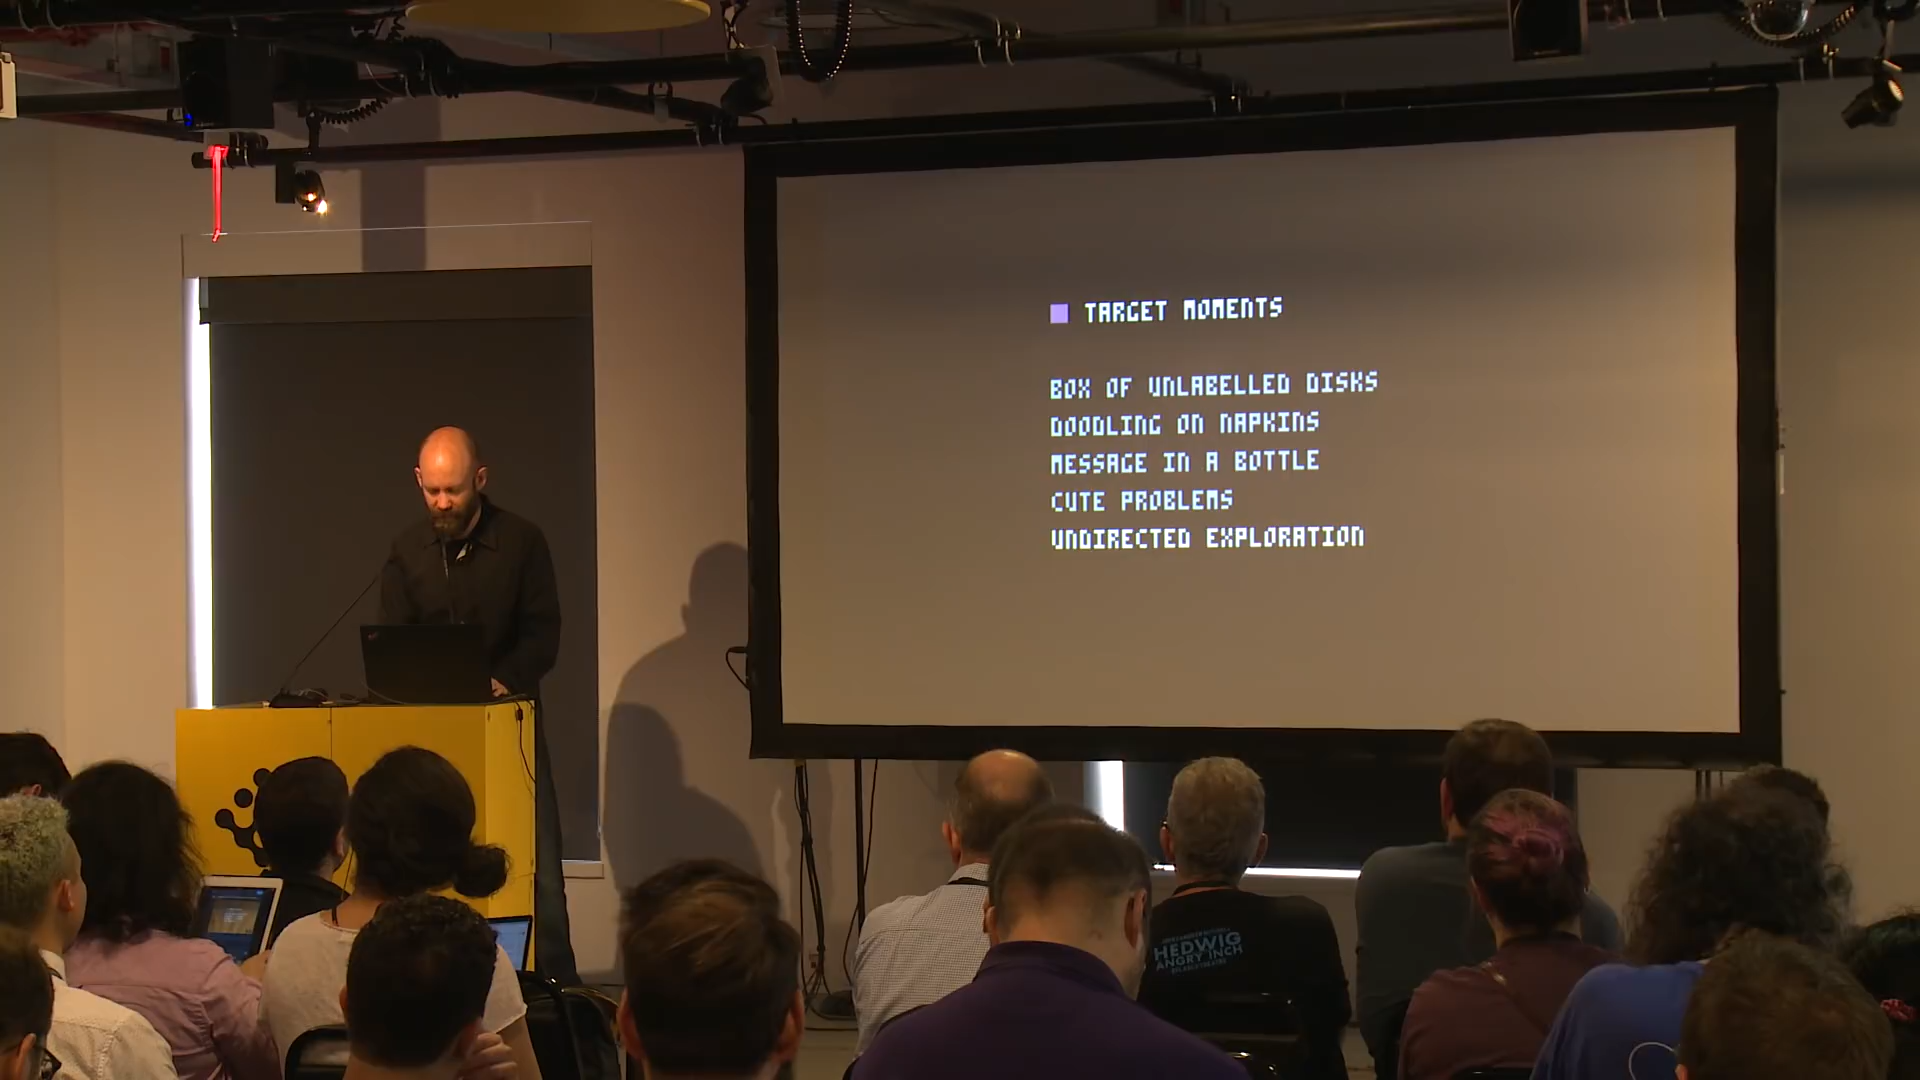 TARGET MOMENTS
BOX OF UNLABELLED DISKS
DOODLING ON NAPKINS
MESSAGE IN A BOTTLE
CUTE PROBLEMS
UNDIRECTED EXPLORATION
HEDWIG
ANGRY INCH